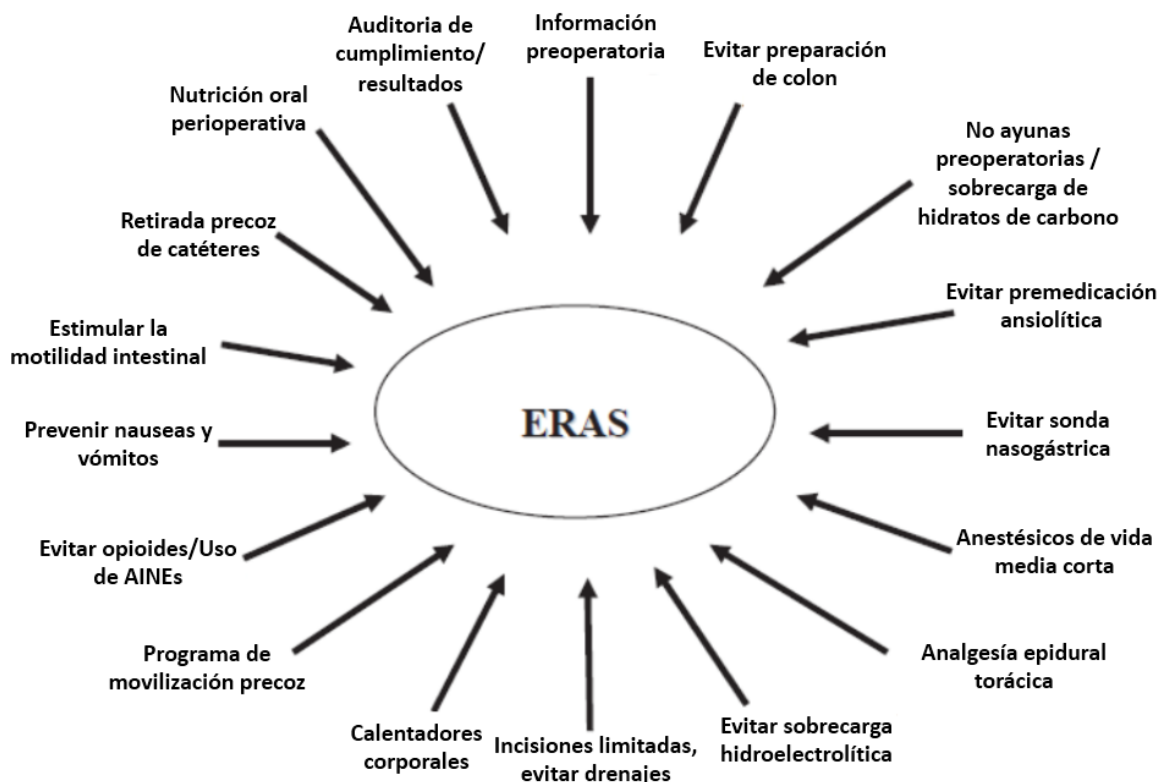 Información
preoperatoria
Evitar preparación
de colon
No ayunas
preoperatorias /
sobrecarga de
hidratos de carbono
Evitar premedicación
ansiolítica
Evitar sonda
nasogástrica
Anestésicos de vida
media corta
Analgesía epidural
torácica
Evitar sobrecarga
hidroelectrolítica
Incisiones limitadas,
evitar drenajes
Calentadores
corporales
Programa de
movilización precoz
Evitar opioides/Uso
de AINEs
Prevenir nauseas y
vómitos
Estimular la
motilidad intestinal
Retirada precoz
de catéteres
Nutrición oral
perioperativa
Auditoria de
cumplimiento/
resultados
ERAS